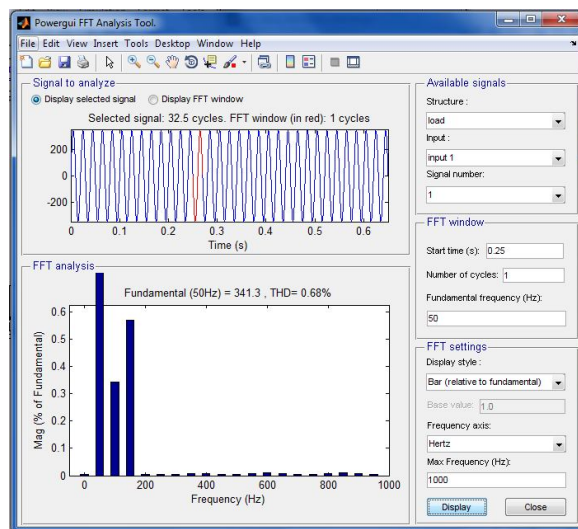 Powergui FFT Analysis Tool.
File Edit View Insert Tools Desktop Window Help
Signal to analyze
Display selected signal Display FFT window
Selected signal: 32.5 cycles. FFT window (in red): 1 cycles
200
0
-200
0 0.1 0.2 0.3 0.4 0.5 0.6
Time (s)
FFT analysis
Fundamental (50Hz) = 341.3 , THD= 0.68%
0.6
0.5
0.4
0.3
0.2
0.1
0
Mag (% of Fundamental)
0 200 400 600 800 1000
Frequency (Hz)
Available signals
Structure :
load
Input :
input 1
Signal number:
1
FFT window
Start time (s): 0.25
Number of cycles: 1
Fundamental frequency (Hz):
50
FFT settings
Display style :
Bar (relative to fundamental)
Base value: 1.0
Frequency axis:
Hertz
Max Frequency (Hz):
1000
Display Close